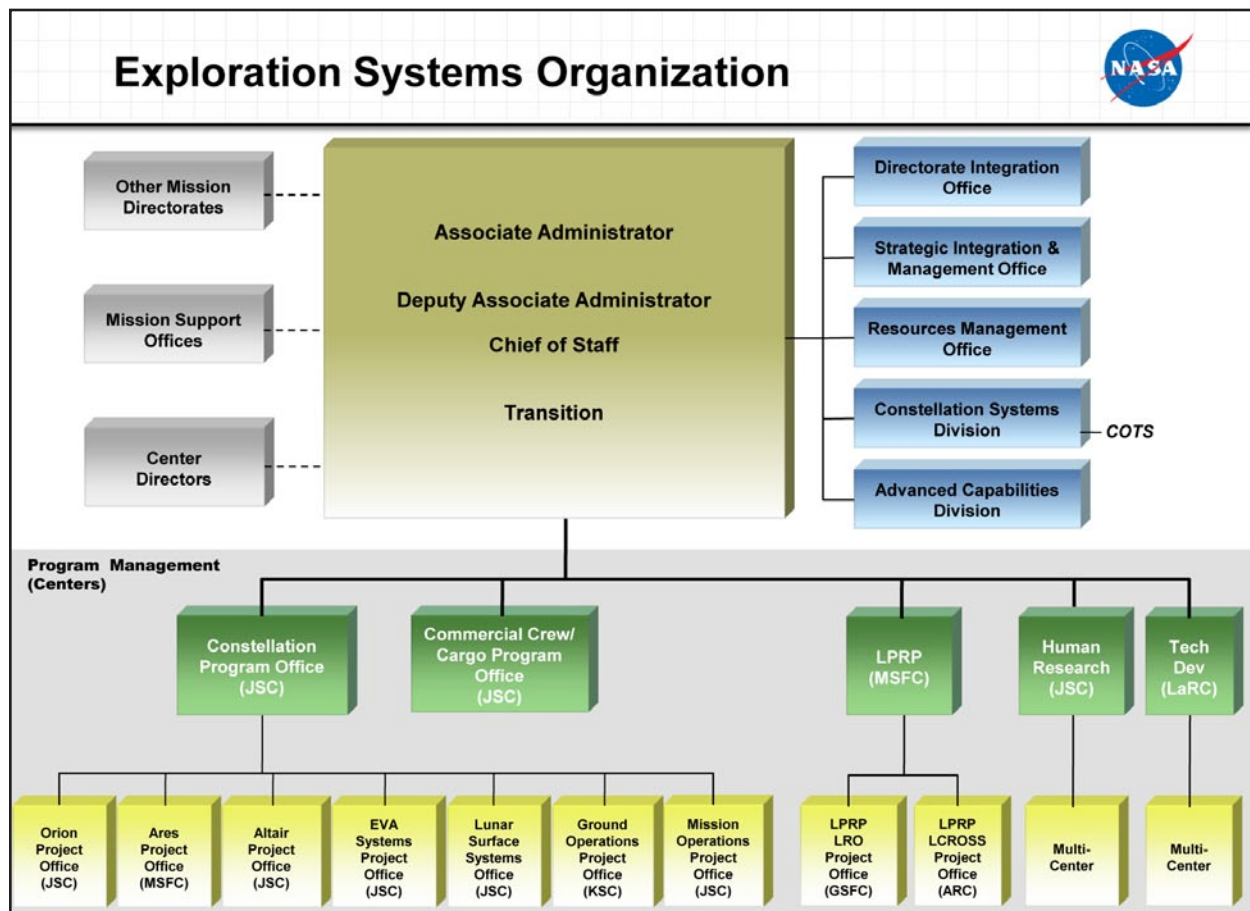 Exploration Systems Organization
NASA
Other Mission
Directorates
Mission Support
Offices
Center
Directors
Associate Administrator
Deputy Associate Administrator
Chief of Staff
Transition
Directorate Integration
Office
Strategic Integration &
Management Office
Resources Management
Office
Constellation Systems
Division
COTS
Advanced Capabilities
Division
Program Management
(Centers)
Constellation
Program Office
(JSC)
Commercial Crew/
Cargo Program
Office
(JSC)
LPRP
(MSFC)
Human
Research
(JSC)
Tech
Dev
(LaRC)
Orion
Project
Office
(JSC)
Ares
Project
Office
(MSFC)
Altair
Project
Office
(JSC)
EVA
Systems
Project
Office
(JSC)
Lunar
Surface
Systems
Office
(JSC)
Ground
Operations
Project
Office
(KSC)
Mission
Operations
Project
Office
(JSC)
LPRP
LRO
Project
Office
(GSFC)
LPRP
LCROSS
Project
Office
(ARC)
Multi-
Center
Multi-
Center